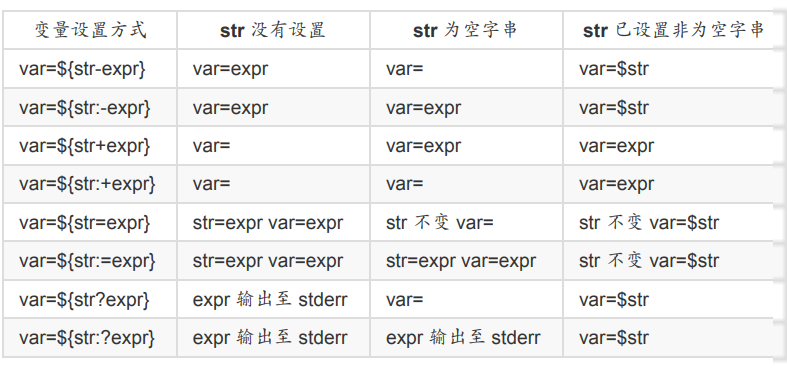 变量设置方式 str 没有设置 str 为空字串 str 已设置非为空字串
var=${str-expr} var=expr var= var=$str
var=${str:-expr} var=expr var=expr var=$str
var=${str+expr} var= var=expr var=expr
var=${str:+expr} var= var= var=expr
var=${str=expr} str=expr var=expr str 不变 var= str 不变 var=$str
var=${str:=expr} str=expr var=expr str=expr var=expr str 不变 var=$str
var=${str?expr} expr 输出至 stderr var= var=$str
var=${str:?expr} expr 输出至 stderr expr 输出至 stderr var=$str